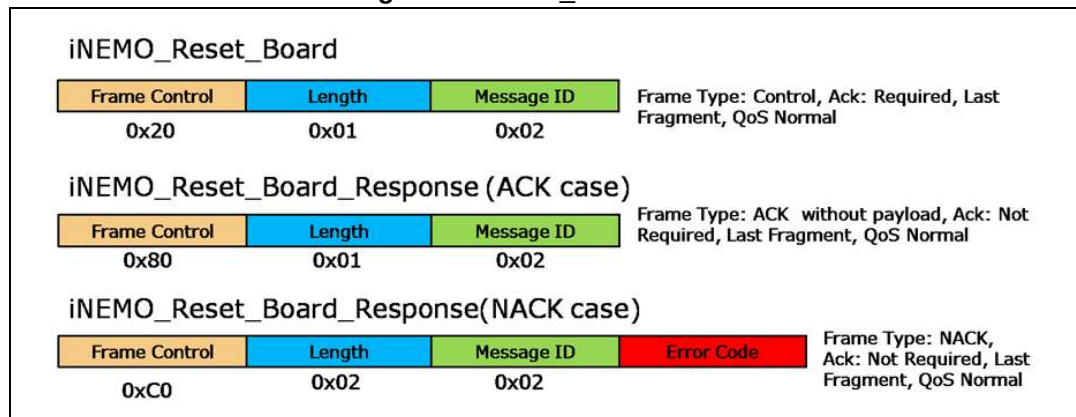 iNEMO_Reset_Board
Frame Control Length Message ID
0x20 0x01 0x02
Frame Type: Control, Ack: Required, Last
Fragment, QoS Normal
iNEMO_Reset_Board_Response (ACK case)
Frame Control Length Message ID
0x80 0x01 0x02
Frame Type: ACK without payload, Ack: Not
Required, Last Fragment, QoS Normal
iNEMO_Reset_Board_Response(NACK case)
Frame Control Length Message ID Error Code
0xC0 0x02 0x02
Frame Type: NACK,
Ack: Not Required, Last
Fragment, QoS Normal